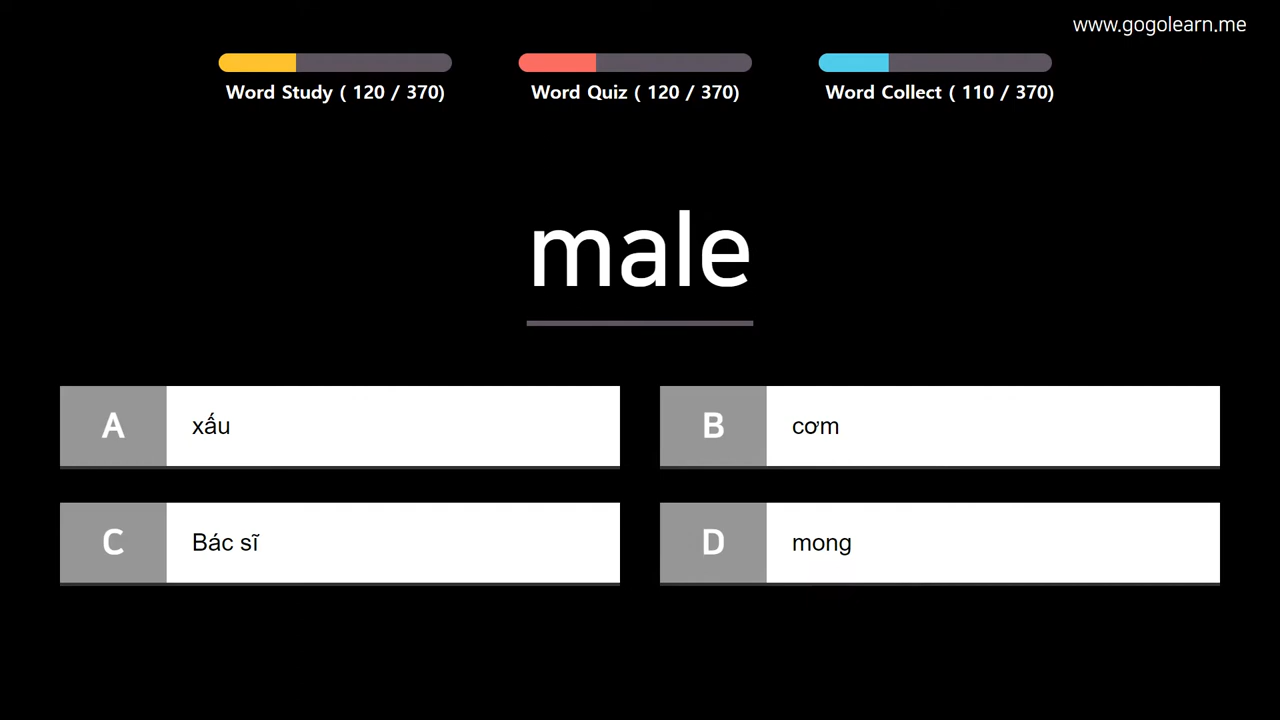 www.gogolearn.me
Word Study ( 120 / 370)
Word Quiz ( 120 / 370)
Word Collect ( 110 / 370)
male
A xấu
B cơm
C Bác sĩ
D mong